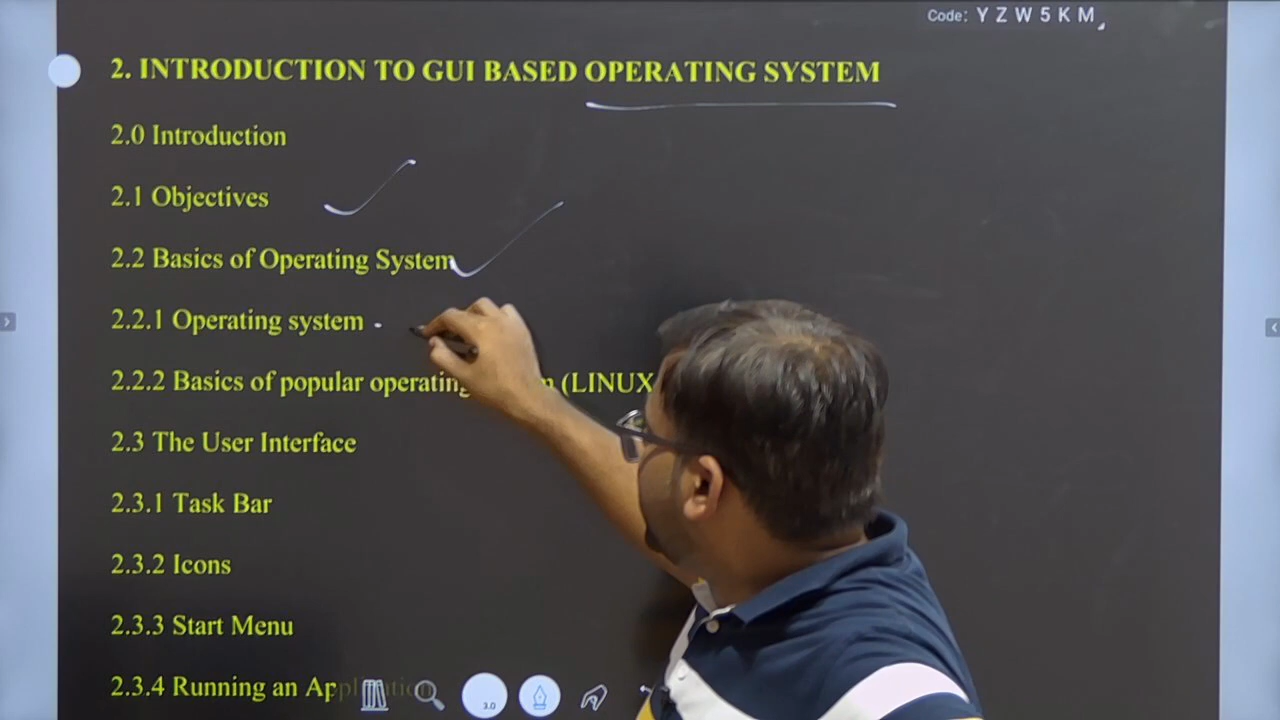 Code: Y Z W 5 K M
2. INTRODUCTION TO GUI BASED OPERATING SYSTEM
2.0 Introduction
2.1 Objectives
2.2 Basics of Operating System
2.2.1 Operating system
2.2.2 Basics of popular operating (LINUX
2.3 The User Interface
2.3.1 Task Bar
2.3.2 Icons
2.3.3 Start Menu
2.3.4 Running an Application
3.0